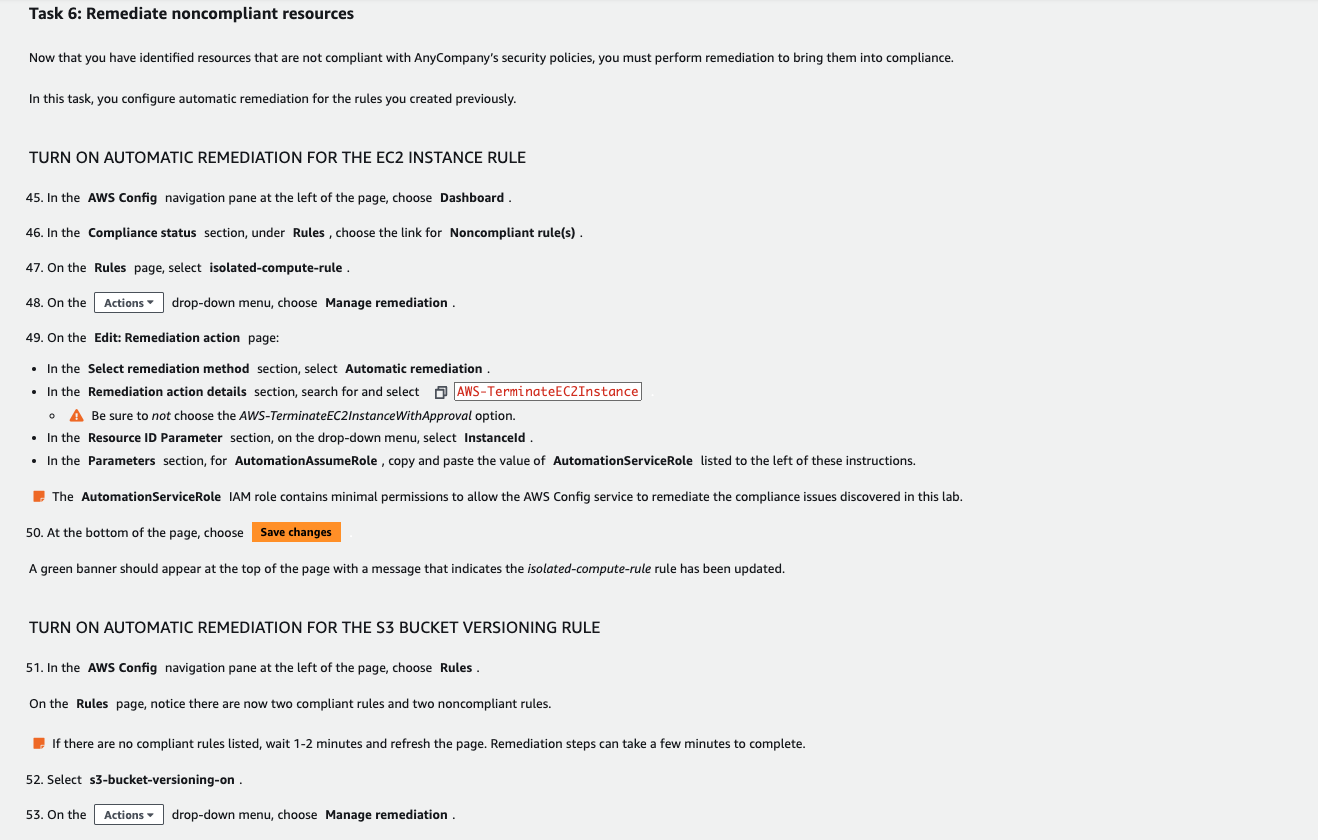 Task 6: Remediate noncompliant resources
Now that you have identified resources that are not compliant with AnyCompany’s security policies, you must perform remediation to bring them into compliance.
In this task, you configure automatic remediation for the rules you created previously.
TURN ON AUTOMATIC REMEDIATION FOR THE EC2 INSTANCE RULE
45. In the AWS Config navigation pane at the left of the page, choose Dashboard .
46. In the Compliance status section, under Rules , choose the link for Noncompliant rule(s) .
47. On the Rules page, select isolated-compute-rule .
48. On the Actions drop-down menu, choose Manage remediation .
49. On the Edit: Remediation action page:
• In the Select remediation method section, select Automatic remediation .
• In the Remediation action details section, search for and select AWS-TerminateEC2Instance
Be sure to not choose the AWS-TerminateEC2InstanceWithApproval option.
• In the Resource ID Parameter section, on the drop-down menu, select InstanceId .
• In the Parameters section, for AutomationAssumeRole , copy and paste the value of AutomationServiceRole listed to the left of these instructions.
The AutomationServiceRole IAM role contains minimal permissions to allow the AWS Config service to remediate the compliance issues discovered in this lab.
50. At the bottom of the page, choose Save changes
A green banner should appear at the top of the page with a message that indicates the isolated-compute-rule rule has been updated.
TURN ON AUTOMATIC REMEDIATION FOR THE S3 BUCKET VERSIONING RULE
51. In the AWS Config navigation pane at the left of the page, choose Rules .
On the Rules page, notice there are now two compliant rules and two noncompliant rules.
If there are no compliant rules listed, wait 1-2 minutes and refresh the page. Remediation steps can take a few minutes to complete.
52. Select s3-bucket-versioning-on .
53. On the Actions drop-down menu, choose Manage remediation .